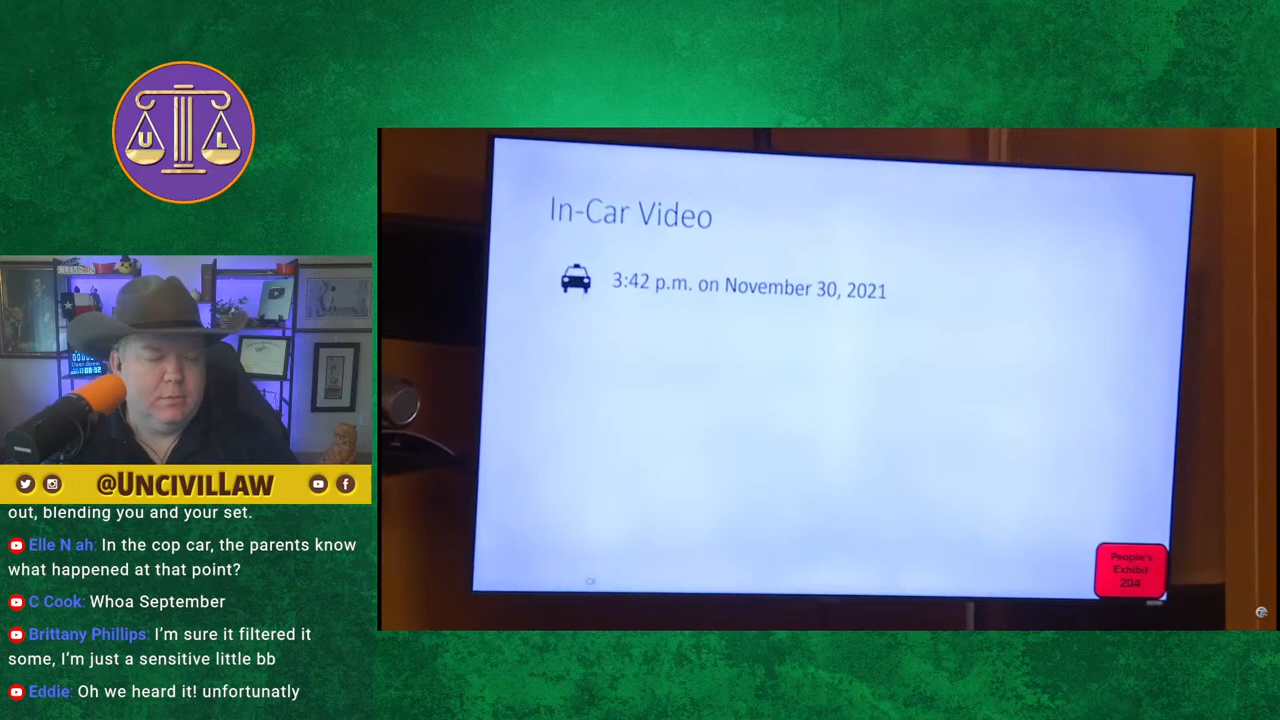 U L
In-Car Video
3:42 p.m. on November 30, 2021
People's
Exhibit
204
@UNCIVILLAW
out, blending you and your set.
Elle N ah: In the cop car, the parents know
what happened at that point?
C Cook: Whoa September
Brittany Phillips: I'm sure it filtered it
some, I'm just a sensitive little bb
Eddie: Oh we heard it! unfortunatly